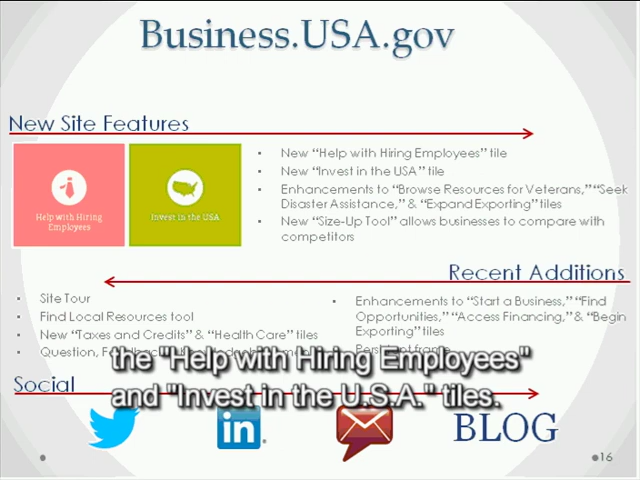 Business.USA.gov
New Site Features
Help with Hiring
Employees
Invest in the USA
• New “Help with Hiring Employees” tile
• New “Invest in the USA” tile
• Enhancements to “Browse Resources for Veterans,” “Seek
Disaster Assistance,” & “Expand Exporting” tiles
• New “Size-Up Tool” allows businesses to compare with
competitors
Recent Additions
• Site Tour
• Find Local Resources tool
• New “Taxes and Credits” & “Health Care” tiles
• Question, Feedback
• Enhancements to “Start a Business,” “Find
Opportunities,” “Access Financing,” & “Begin
Exporting” tiles
• frame
the "Help with Hiring Employees"
and "Invest in the U.S.A." tiles.
Social
in
BLOG
16